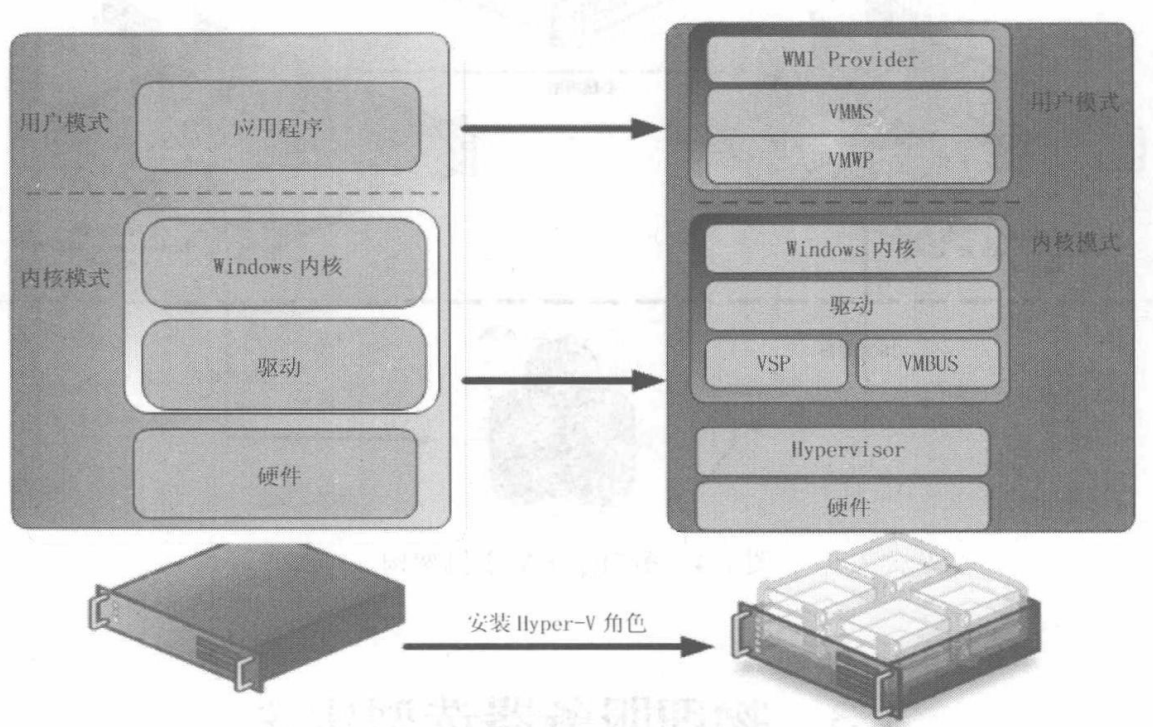 用户模式
应用程序
内核模式
Windows 内核
驱动
硬件
WMI Provider
VMMS
VMWP
用户模式
Windows 内核
驱动
VSP
VMBUS
内核模式
Hypervisor
硬件
安装 Hyper-V 角色